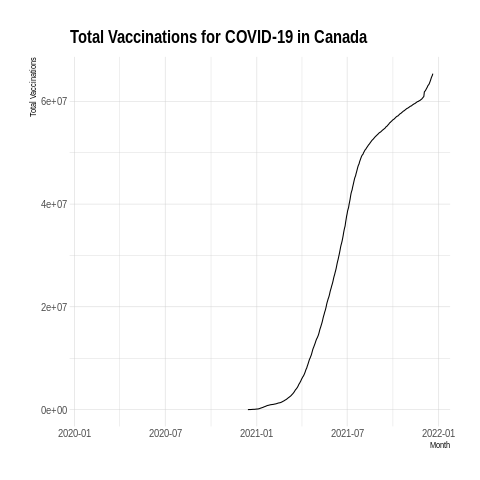 Total Vaccinations for COVID-19 in Canada
Total Vaccinations
6e+07
4e+07
2e+07
0e+00
2020-01 2020-07 2021-01 2021-07 2022-01
Month